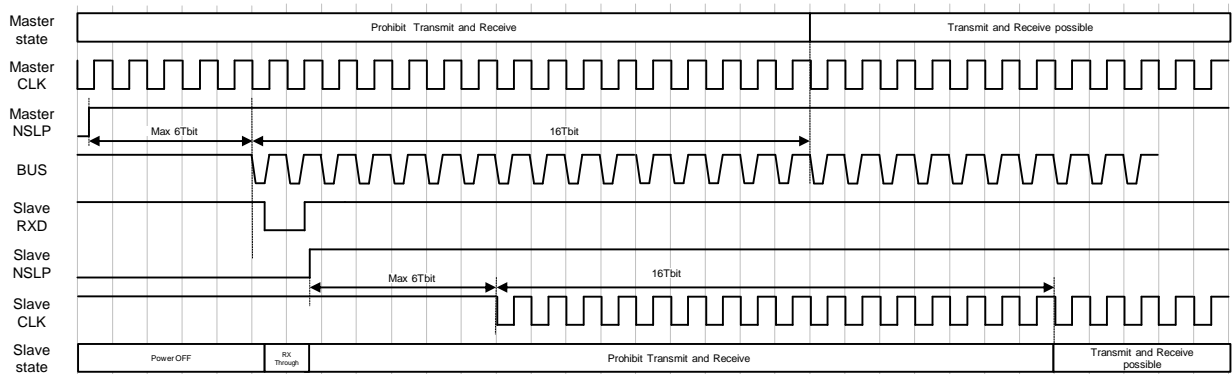 Master
state
Prohibit Transmit and Receive
Transmit and Receive possible
Master
CLK
Master
NSLP
Max 6Tbit
16Tbit
BUS
Slave
RXD
Slave
NSLP
Max 6Tbit
16Tbit
Slave
CLK
Slave
state
Power OFF
RX
Through
Prohibit Transmit and Receive
Transmit and Receive
possible